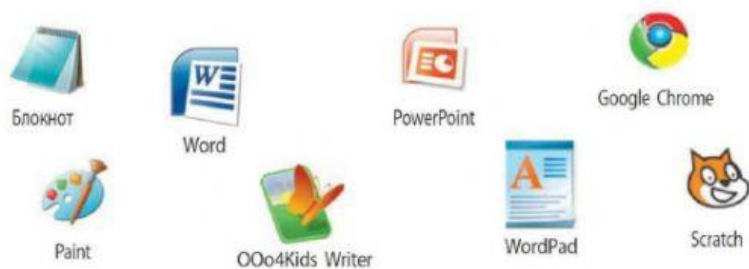 Блокнот
Word
PowerPoint
Google Chrome
Paint
OOo4Kids Writer
WordPad
Scratch